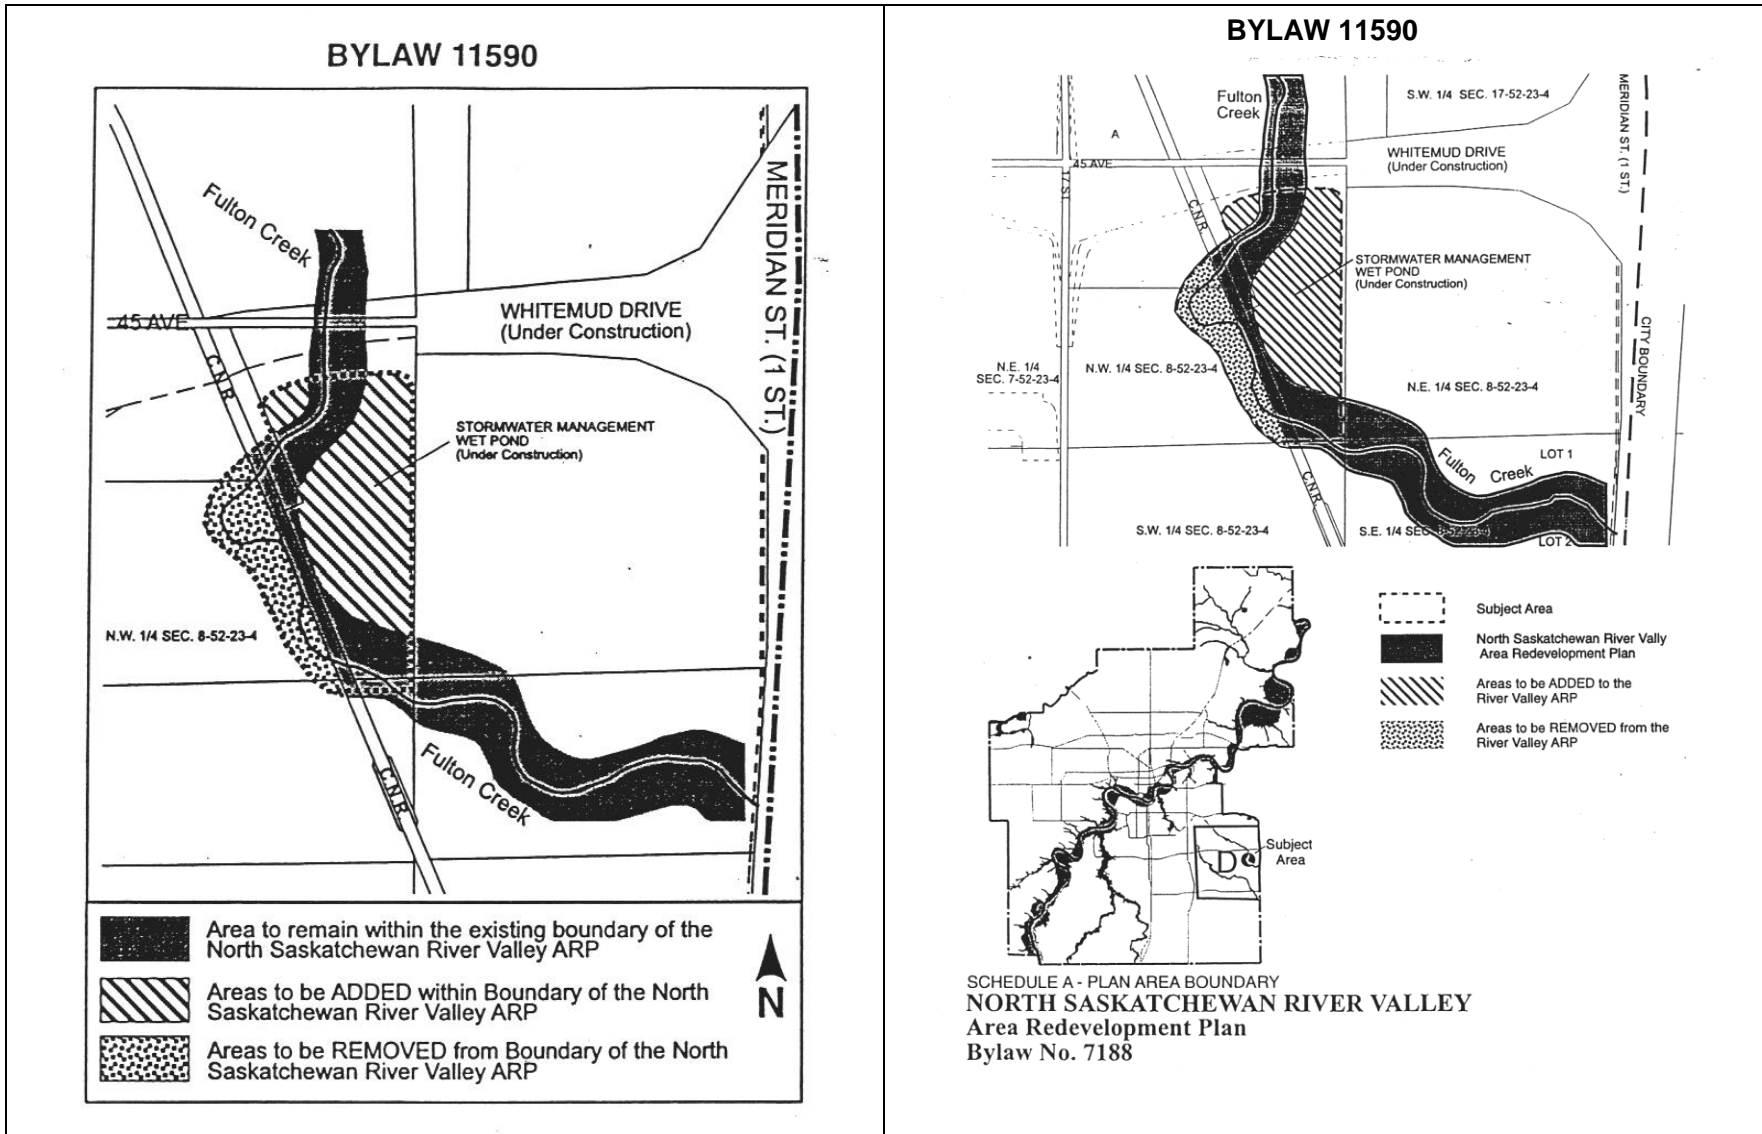 BYLAW 11590
Fulton Creek
45 AVE
C.N.R.
WHITEMUD DRIVE
(Under Construction)
MERIDIAN ST. (1 ST.)
STORMWATER MANAGEMENT
WET POND
(Under Construction)
N.W. 1/4 SEC. 8-52-23-4
Fulton Creek
C.N.R.
Area to remain within the existing boundary of the
North Saskatchewan River Valley ARP
Areas to be ADDED within Boundary of the North
Saskatchewan River Valley ARP
Areas to be REMOVED from Boundary of the North
Saskatchewan River Valley ARP
N
BYLAW 11590
Fulton
Creek
S.W. 1/4 SEC. 17-52-23-4
MERIDIAN ST. (1 ST.)
A
45 AVE
WHITEMUD DRIVE
(Under Construction)
17 ST
C.N.R.
STORMWATER MANAGEMENT
WET POND
(Under Construction)
CITY BOUNDARY
N.E. 1/4
SEC. 7-52-23-4
N.W. 1/4 SEC. 8-52-23-4
N.E. 1/4 SEC. 8-52-23-4
Fulton Creek
LOT 1
C.N.R.
S.W. 1/4 SEC. 8-52-23-4
S.E. 1/4 SEC. 8-52-23-4
LOT 2
Subject Area
North Saskatchewan River Vally
Area Redevelopment Plan
Areas to be ADDED to the
River Valley ARP
Areas to be REMOVED from the
River Valley ARP
D
Subject
Area
SCHEDULE A - PLAN AREA BOUNDARY
NORTH SASKATCHEWAN RIVER VALLEY
Area Redevelopment Plan
Bylaw No. 7188